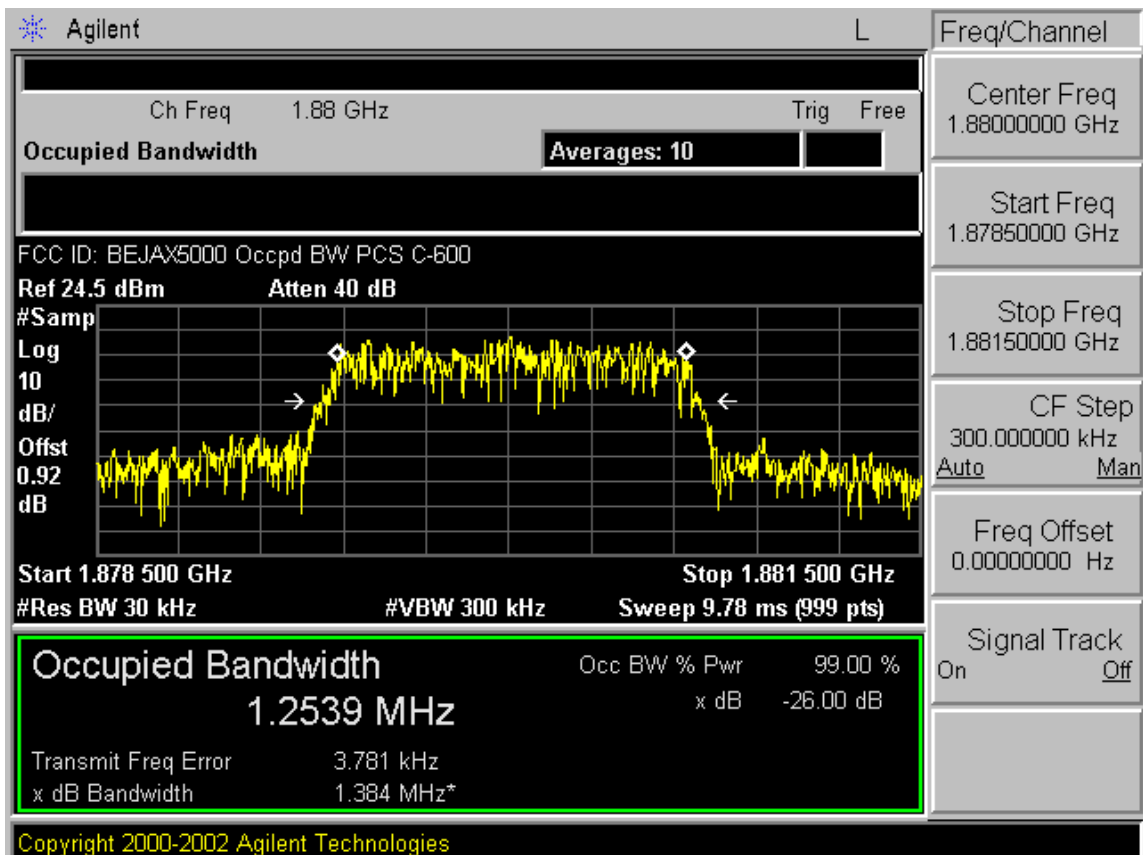 Agilent L
Freq/Channel
Ch Freq 1.88 GHz Trig Free
Occupied Bandwidth Averages: 10
FCC ID: BEJAX5000 Occpd BW PCS C-600
Ref 24.5 dBm Atten 40 dB
#Samp
Log
10
dB/
Offst
0.92
dB
Start 1.878 500 GHz Stop 1.881 500 GHz
#Res BW 30 kHz #VBW 300 kHz Sweep 9.78 ms (999 pts)
Occupied Bandwidth Occ BW % Pwr 99.00 %
1.2539 MHz x dB -26.00 dB
Transmit Freq Error 3.781 kHz
x dB Bandwidth 1.384 MHz*
Copyright 2000-2002 Agilent Technologies
Center Freq
1.88000000 GHz
Start Freq
1.87850000 GHz
Stop Freq
1.88150000 GHz
CF Step
300.000000 kHz
Auto Man
Freq Offset
0.00000000 Hz
Signal Track
On Off